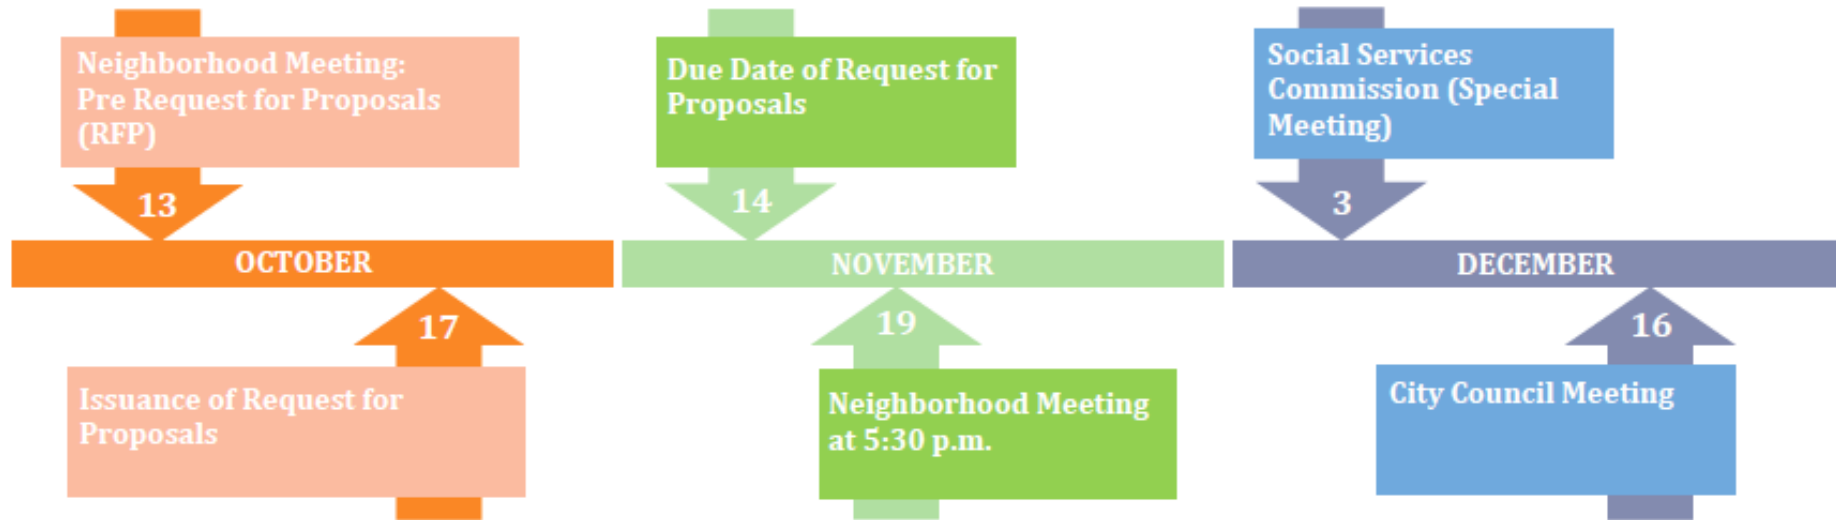 Neighborhood Meeting:
Pre Request for Proposals
(RFP)
13
Due Date of Request for
Proposals
14
Social Services
Commission (Special
Meeting)
3
OCTOBER
NOVEMBER
DECEMBER
17
Issuance of Request for
Proposals
19
Neighborhood Meeting
at 5:30 p.m.
16
City Council Meeting